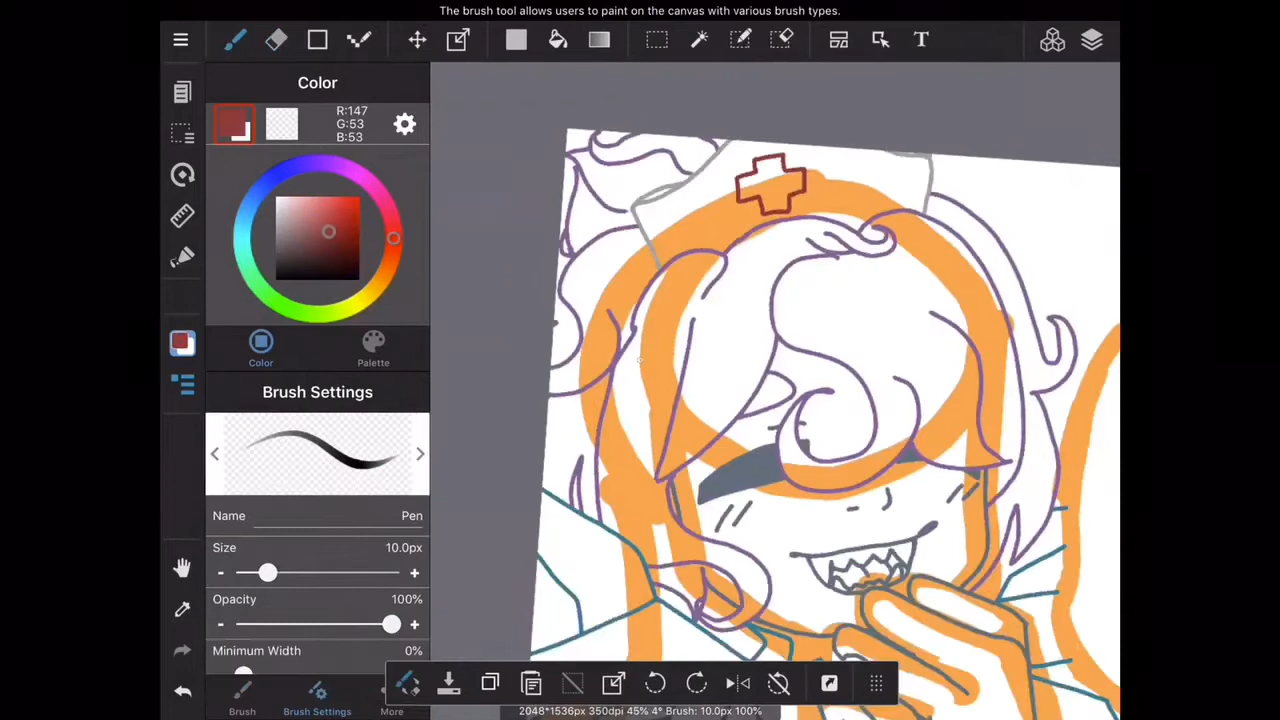 The brush tool allows users to paint on the canvas with various brush types.
T
Color
R:147
G:53
B:53
Color
Palette
Brush Settings
Name
Pen
Size
10.0px
-
+
Opacity
100%
-
+
Minimum Width
0%
Brush
Brush Settings
More
2048*1536px 350dpi 45% 4° Brush: 10.0px 100%